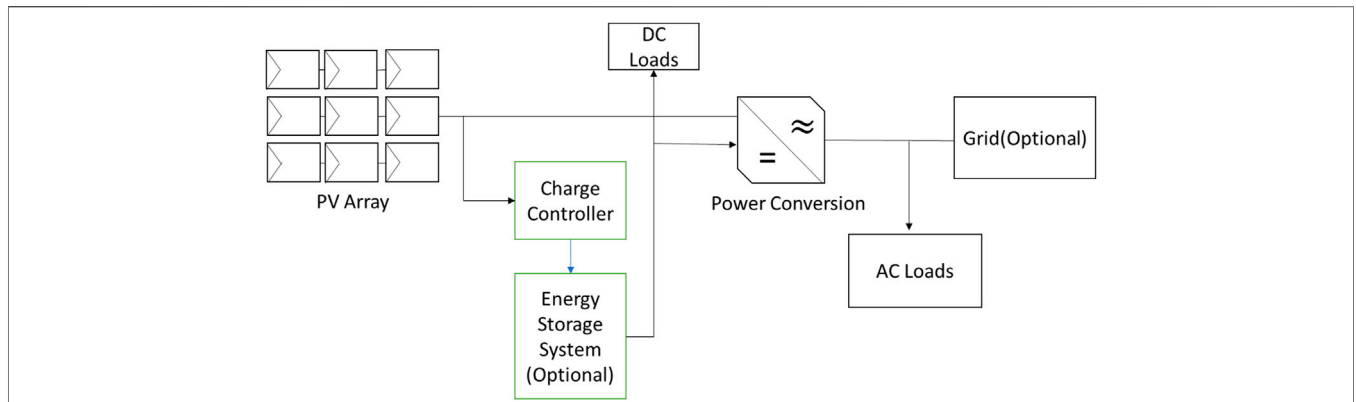 DC
Loads
PV Array
Charge
Controller
Energy
Storage
System
(Optional)
≈
=
Power Conversion
Grid(Optional)
AC Loads